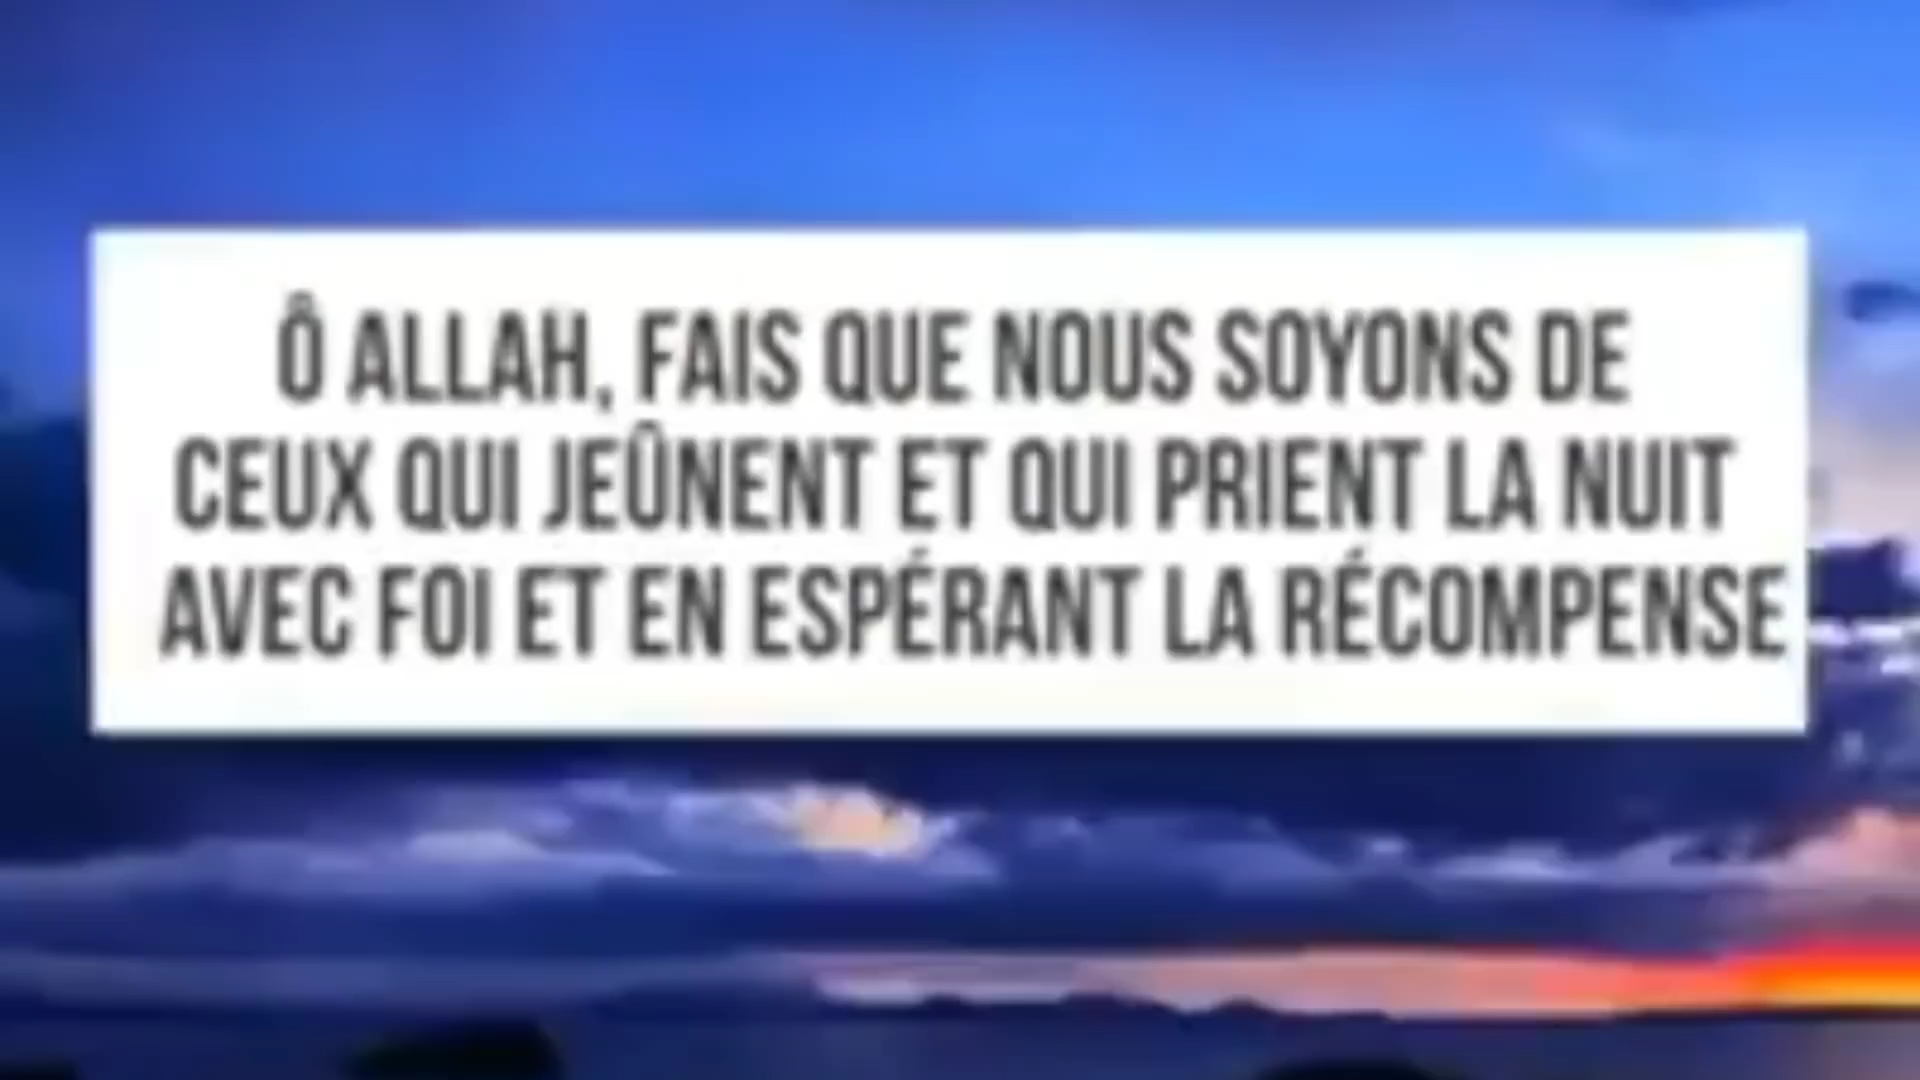 Ô ALLAH, FAIS QUE NOUS SOYONS DE
CEUX QUI JEÛNENT ET QUI PRIENT LA NUIT
AVEC FOI ET EN ESPÉRANT LA RÉCOMPENSE